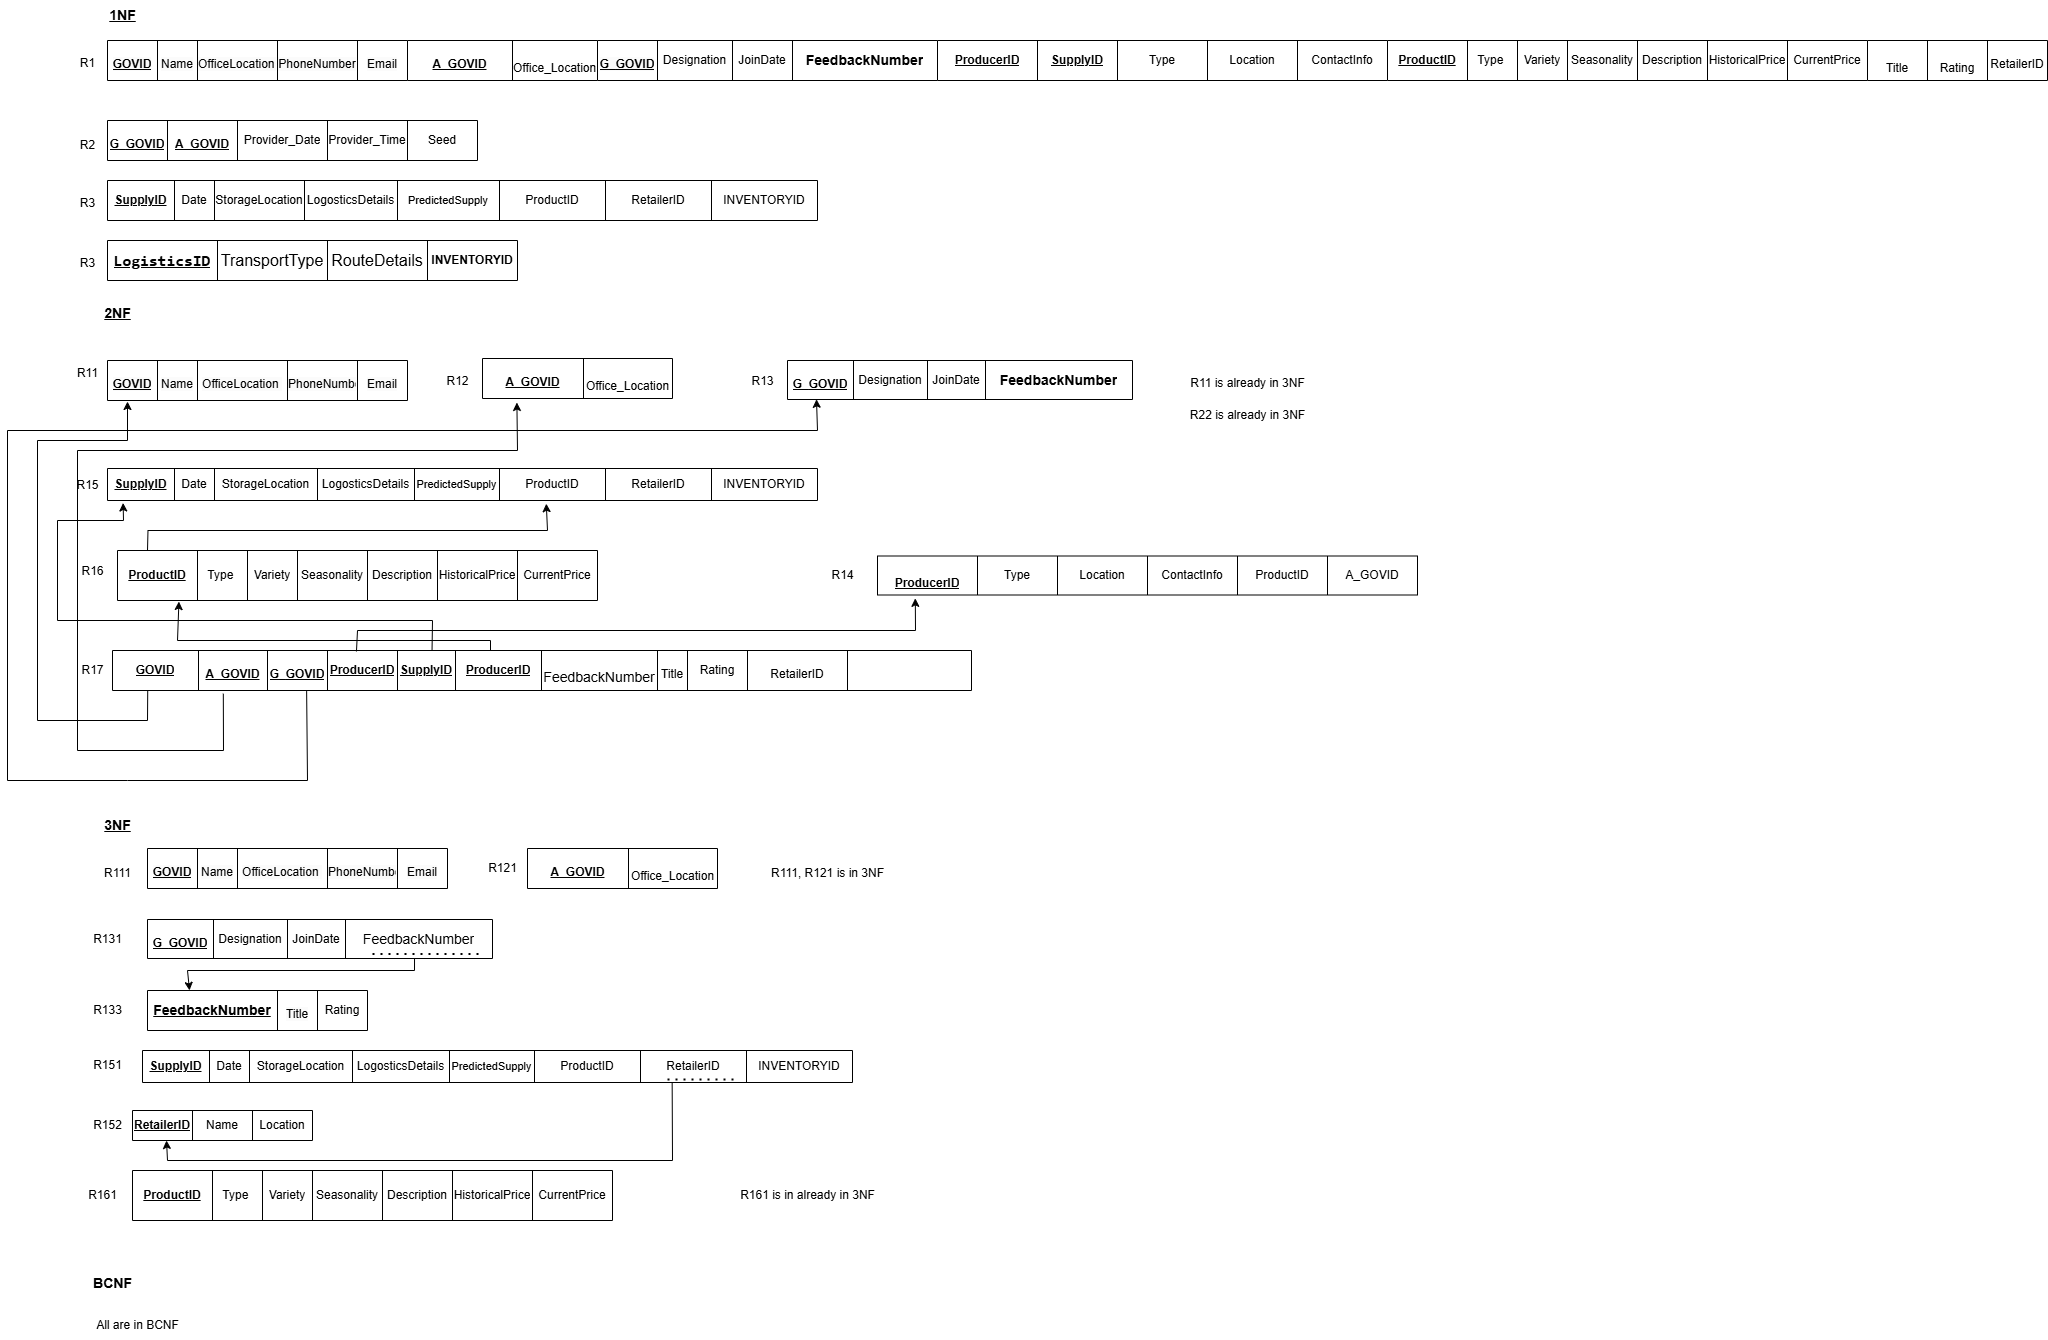 1NF
R1 GOVID Name OfficeLocation PhoneNumber Email A_GOVID Office_Location G_GOVID Designation JoinDate FeedbackNumber ProducerID SupplyID Type Location ContactInfo ProductID Type Variety Seasonality Description HistoricalPrice CurrentPrice Title Rating RetailerID
R2 G_GOVID A_GOVID Provider_Date Provider_Time Seed
R3 SupplyID Date StorageLocation LogosticsDetails PredictedSupply ProductID RetailerID INVENTORYID
R3 LogisticsID TransportType RouteDetails INVENTORYID
2NF
R11 GOVID Name OfficeLocation PhoneNumb Email R12 A_GOVID Office_Location R13 G_GOVID Designation JoinDate FeedbackNumber R11 is already in 3NF
R22 is already in 3NF
R15 SupplyID Date StorageLocation LogosticsDetails PredictedSupply ProductID RetailerID INVENTORYID
R16 ProductID Type Variety Seasonality Description HistoricalPrice CurrentPrice R14 ProducerID Type Location ContactInfo ProductID A_GOVID
R17 GOVID A_GOVID G_GOVID ProducerID SupplyID ProducerID FeedbackNumber Title Rating RetailerID
3NF
R111 GOVID Name OfficeLocation PhoneNumb Email R121 A_GOVID Office_Location R111, R121 is in 3NF
R131 G_GOVID Designation JoinDate FeedbackNumber
R133 FeedbackNumber Title Rating
R151 SupplyID Date StorageLocation LogosticsDetails PredictedSupply ProductID RetailerID INVENTORYID
R152 RetailerID Name Location
R161 ProductID Type Variety Seasonality Description HistoricalPrice CurrentPrice R161 is in already in 3NF
BCNF
All are in BCNF